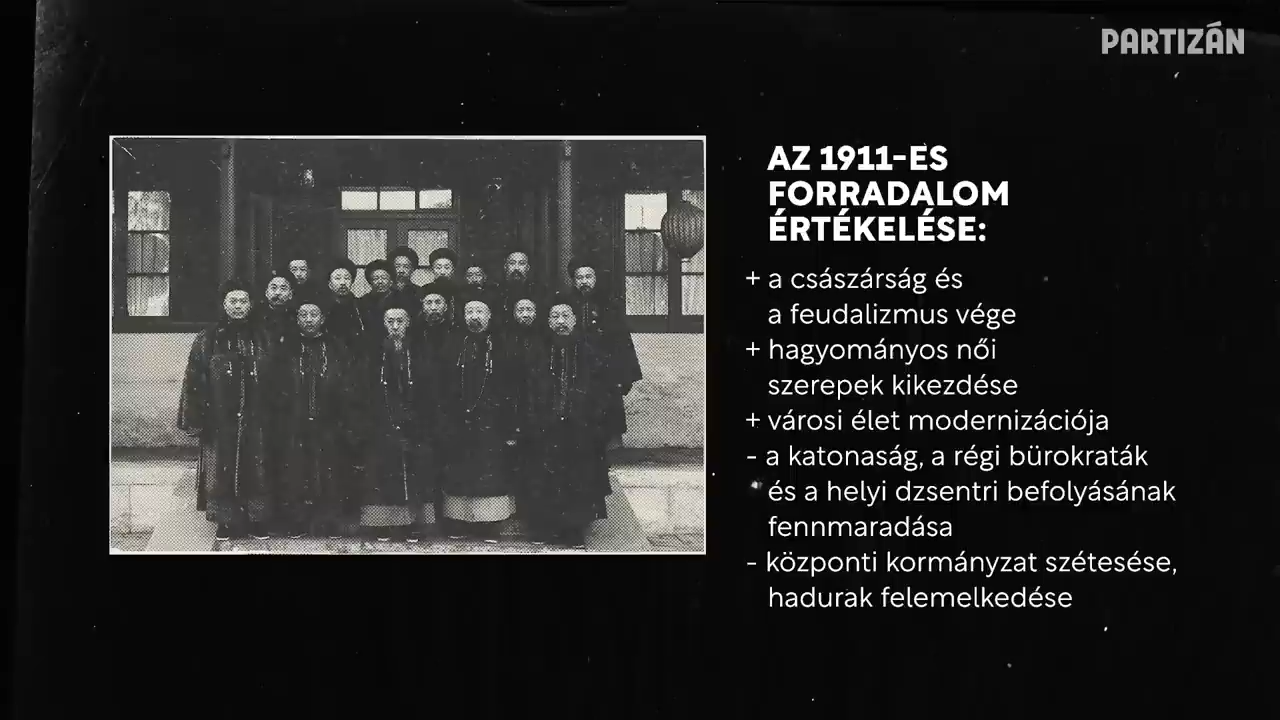 PARTIZÁN
AZ 1911-ES
FORRADALOM
ÉRTÉKELÉSE:
+ a császárság és
a feudalizmus vége
+ hagyományos női
szerepek kikezdése
+ városi élet modernizációja
- a katonaság, a régi bürokraták
és a helyi dzsentri befolyásának
fennmaradása
- központi kormányzat szétesése,
hadurak felemelkedése